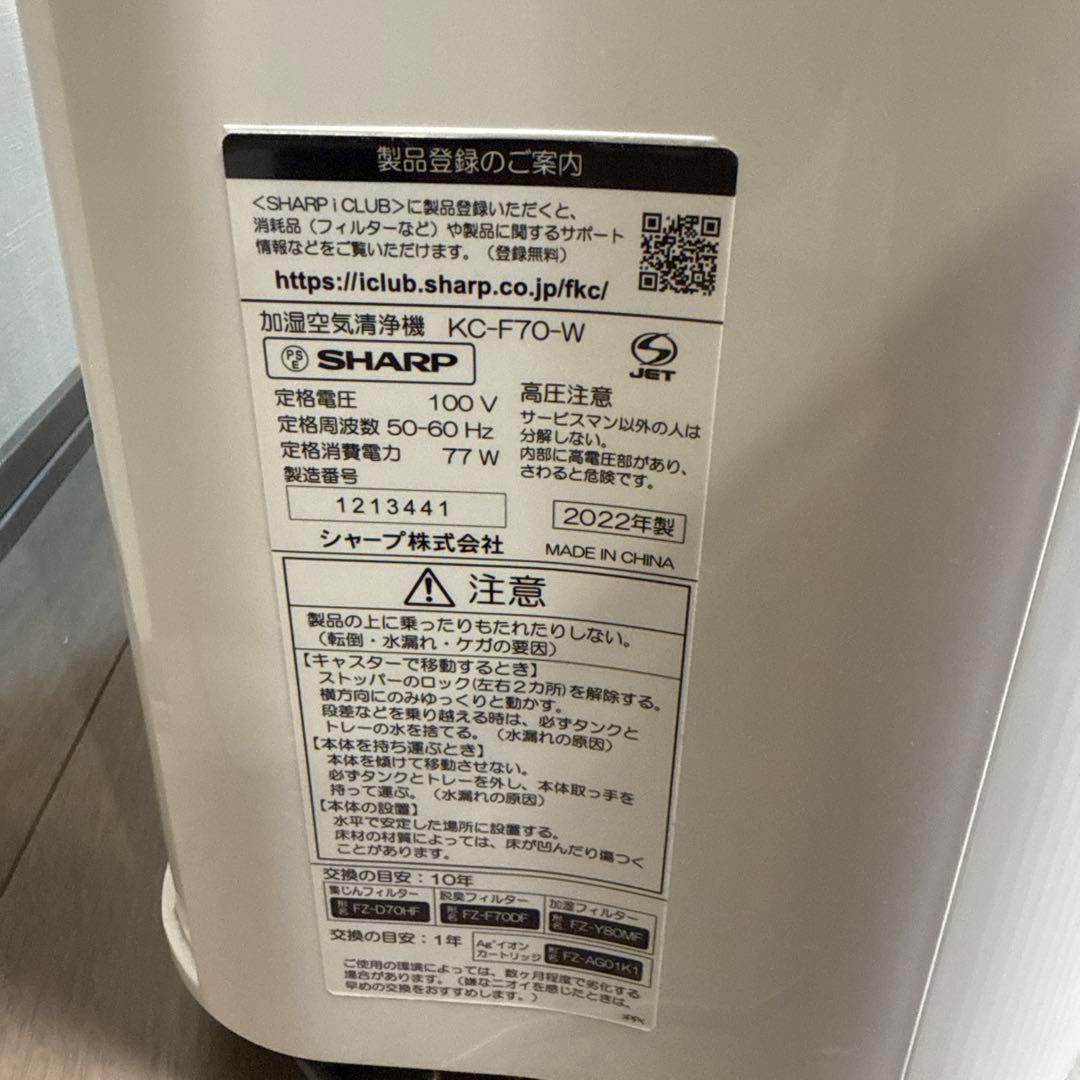 製品登録のご案内
<SHARP i CLUB>に製品登録いただくと、
消耗品(フィルターなど)や製品に関するサポート
情報などをご覧いただけます。(登録無料)
https://iclub.sharp.co.jp/fkc/
加湿空気清浄機 KC-F70-W
PSE SHARP
JET
定格電圧 100 V
定格周波数 50-60 Hz
定格消費電力 77 W
製造番号
1213441
シャープ株式会社
高圧注意
サービスマン以外の人は
分解しない。
内部に高電圧部があり、
さわると危険です。
2022年製
MADE IN CHINA
注意
製品の上に乗ったりもたれたりしない。
(転倒・水漏れ・ケガの要因)
【キャスターで移動するとき】
ストッパーのロック(左右2カ所)を解除する。
横方向にのみゆっくりと動かす。
段差などを乗り越える時は、必ずタンクと
トレーの水を捨てる。(水漏れの原因)
【本体を持ち運ぶとき】
本体を傾けて移動させない。
必ずタンクとトレーを外し、本体取っ手を
持って運ぶ。(水漏れの原因)
【本体の設置】
水平で安定した場所に設置する。
床材の材質によっては、床が凹んだり傷つく
ことがあります。
交換の目安:10年
集じんフィルター 脱臭フィルター 加湿フィルター
形名 FZ-D70HF 形名 FZ-F70DF 形名 FZ-Y80MF
交換の目安:1年 Ag⁺イオンカートリッジ 形名 FZ-AG01K1
ご使用の環境によっては、数ヶ月程度で劣化する
場合があります。(嫌なニオイを感じたときは、
早めの交換をおすすめします。)